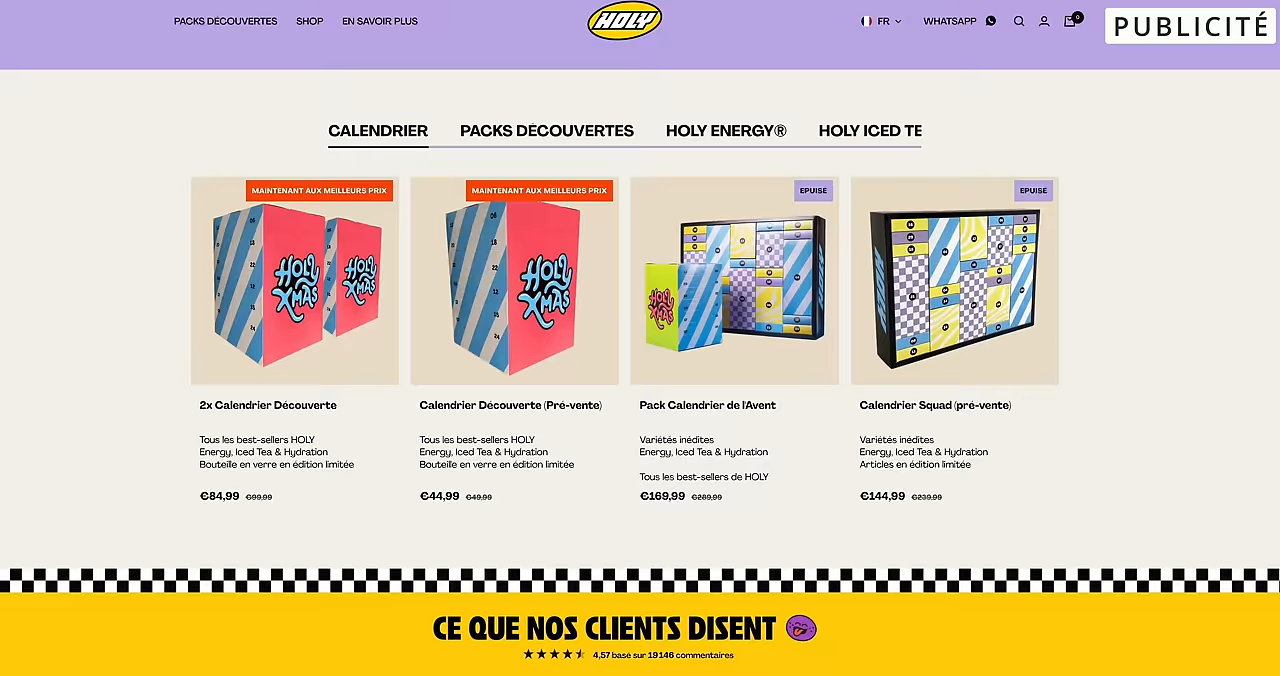 PACKS DÉCOUVERTES SHOP EN SAVOIR PLUS HOLY FR WHATSAPP 0 PUBLICITÉ
CALENDRIER PACKS DÉCOUVERTES HOLY ENERGY® HOLY ICED TE
MAINTENANT AUX MEILLEURS PRIX MAINTENANT AUX MEILLEURS PRIX EPUISÉ EPUISÉ
HOLY XMAS HOLY XMAS HOLY XMAS HOLY XMAS
2x Calendrier Découverte
Tous les best-sellers HOLY
Energy, Iced Tea & Hydration
Bouteille en verre en édition limitée
€84,99 €99,99
Calendrier Découverte (Pré-vente)
Tous les best-sellers HOLY
Energy, Iced Tea & Hydration
Bouteille en verre en édition limitée
€44,99 €49,99
Pack Calendrier de l'Avent
Variétés inédites
Energy, Iced Tea & Hydration
Tous les best-sellers de HOLY
€169,99 €289,99
Calendrier Squad (pré-vente)
Variétés inédites
Energy, Iced Tea & Hydration
Articles en édition limitée
€144,99 €239,99
CE QUE NOS CLIENTS DISENT
4,57 basé sur 19146 commentaires